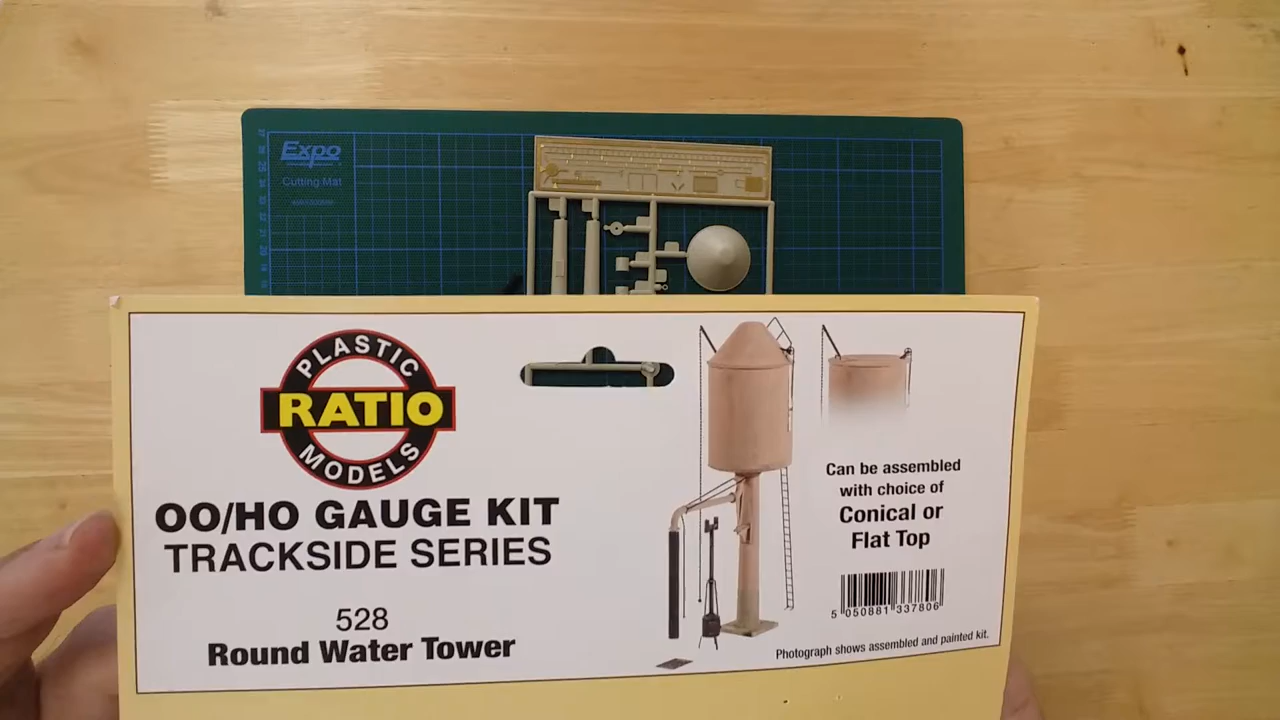 Expo
Cutting Mat
PLASTIC
RATIO
MODELS
OO/HO GAUGE KIT
TRACKSIDE SERIES
528
Round Water Tower
Can be assembled
with choice of
Conical or
Flat Top
5 050881 337806
Photograph shows assembled and painted kit.